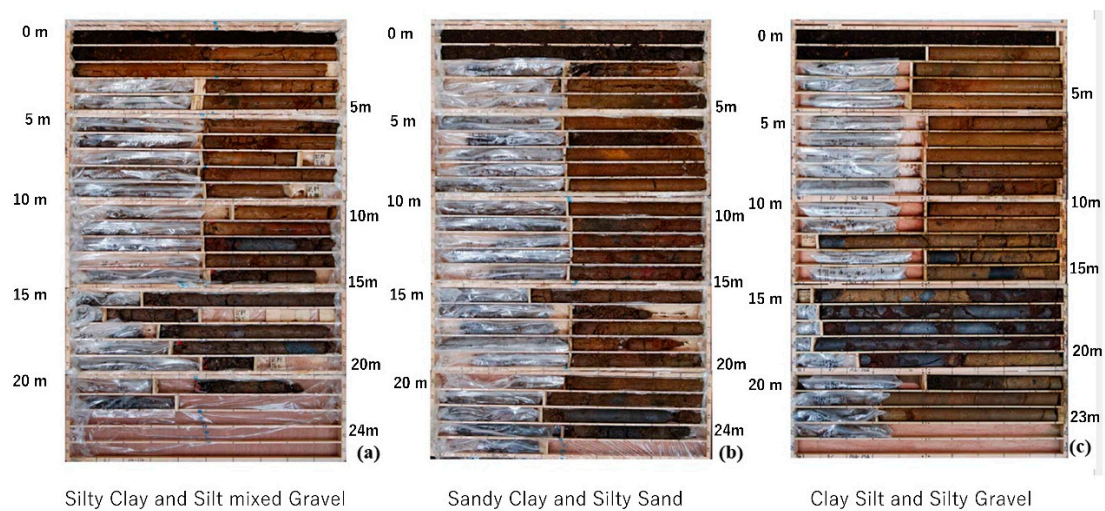 0 m
5 m
10 m
15 m
20 m
5m
10m
15m
20m
24m
(a)
Silty Clay and Silt mixed Gravel
0 m
5 m
10 m
15 m
20 m
5m
10m
15m
20m
24m
(b)
Sandy Clay and Silty Sand
0 m
5 m
10 m
15 m
20 m
5m
10m
15m
20m
23m
(c)
Clay Silt and Silty Gravel